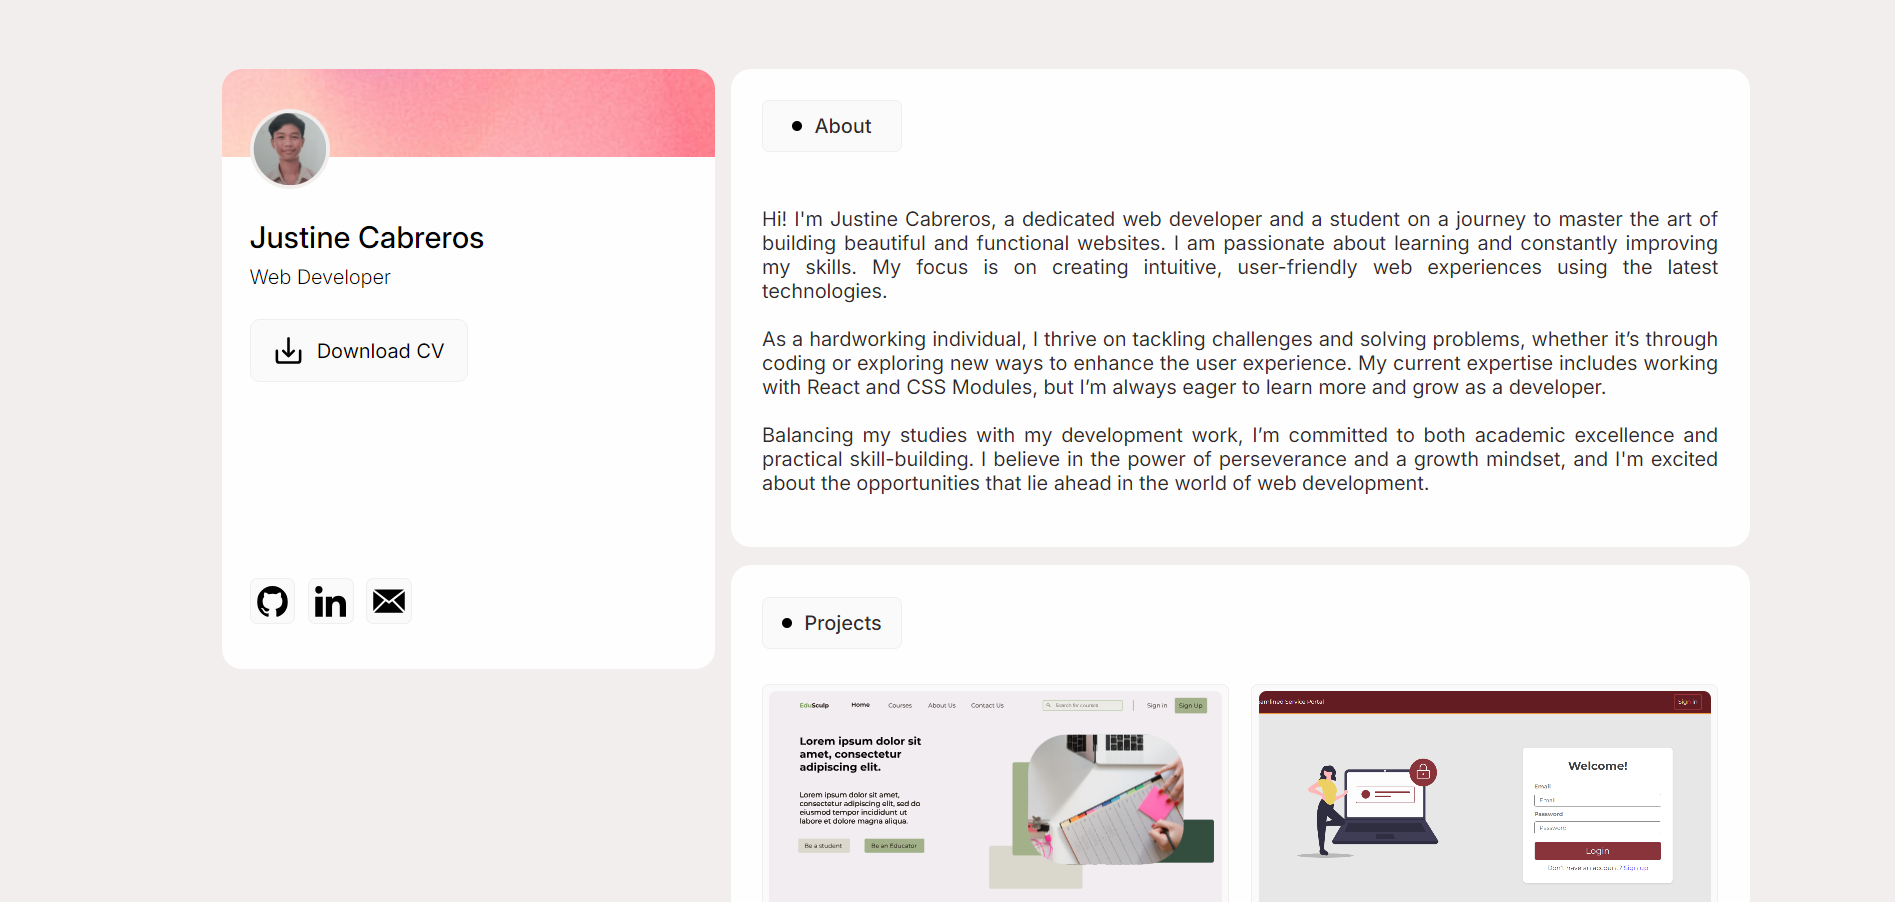 Justine Cabreros
Web Developer
Download CV
About
Hi! I'm Justine Cabreros, a dedicated web developer and a student on a journey to master the art of
building beautiful and functional websites. I am passionate about learning and constantly improving
my skills. My focus is on creating intuitive, user-friendly web experiences using the latest
technologies.
As a hardworking individual, I thrive on tackling challenges and solving problems, whether it’s through
coding or exploring new ways to enhance the user experience. My current expertise includes working
with React and CSS Modules, but I’m always eager to learn more and grow as a developer.
Balancing my studies with my development work, I’m committed to both academic excellence and
practical skill-building. I believe in the power of perseverance and a growth mindset, and I'm excited
about the opportunities that lie ahead in the world of web development.
Projects
EduSculp Home Courses About Us Contact Us Search for courses Sign in Sign Up
Lorem ipsum dolor sit
amet, consectetur
adipiscing elit.
Lorem ipsum dolor sit amet,
consectetur adipiscing elit, sed do
eiusmod tempor incididunt ut
labore et dolore magna aliqua.
Be a student Be an Educator
amlined Service Portal Sign in
Welcome!
Email
Email
Password
Password
Login
Don't have an account? Sign up